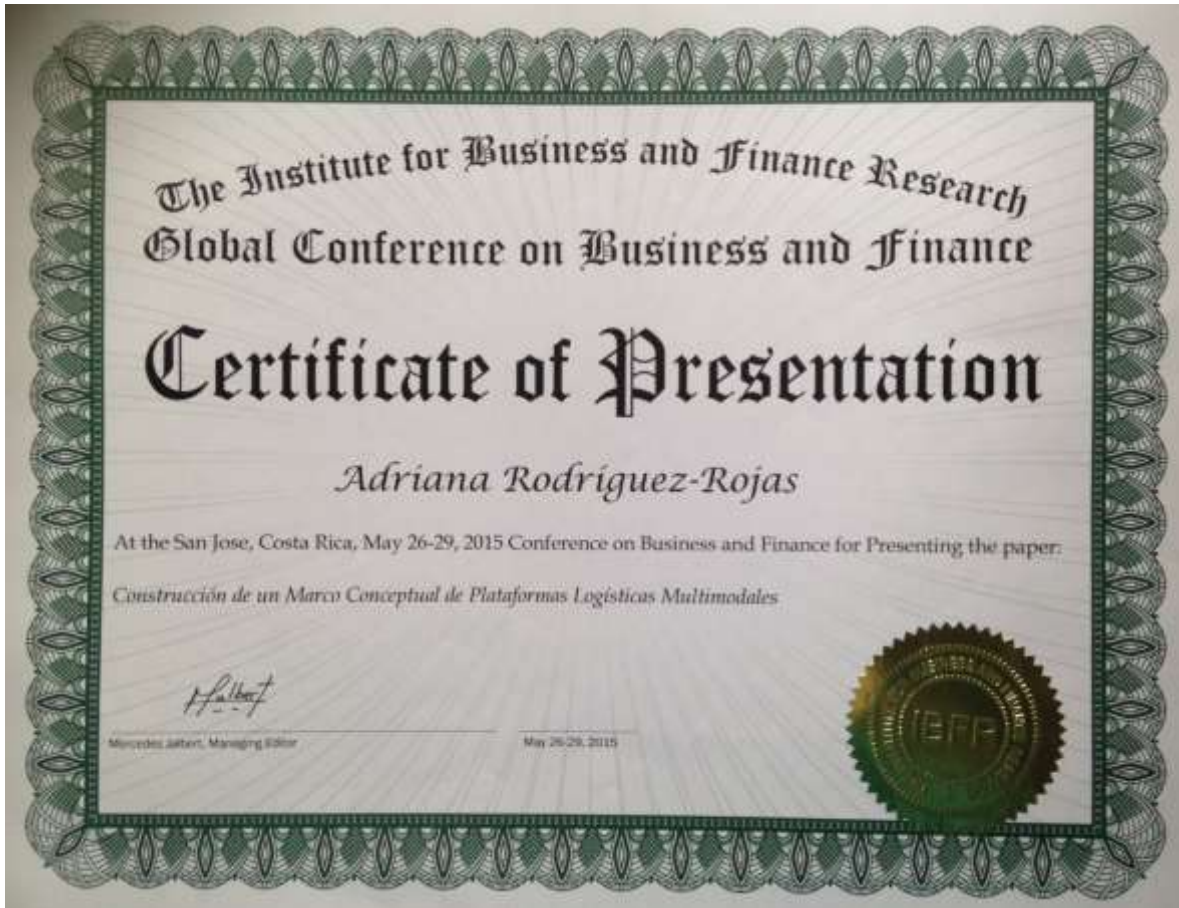 The Institute for Business and Finance Research
Global Conference on Business and Finance
Certificate of Presentation
Adriana Rodríguez-Rojas
At the San Jose, Costa Rica, May 26-29, 2015 Conference on Business and Finance for Presenting the paper:
Construcción de un Marco Conceptual de Plataformas Logísticas Multimodales
Mercedes Jalbert, Managing Editor
May 26-29, 2015
IBFR